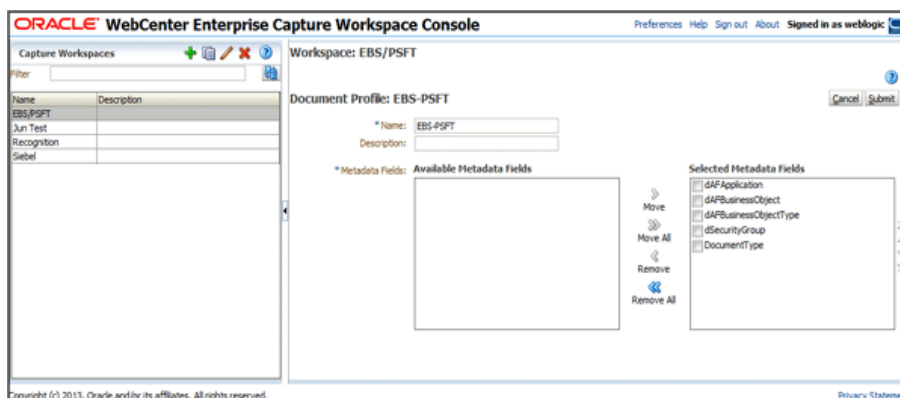 ORACLE® WebCenter Enterprise Capture Workspace Console
Preferences Help Sign out About Signed in as weblogic
Capture Workspaces
Filter
Name Description
EBS/PSFT
Jun Test
Recognition
Siebel
Workspace: EBS/PSFT
Document Profile: EBS-PSFT
Cancel Submit
*Name: EBS-PSFT
Description:
*Metadata Fields: Available Metadata Fields
Move
Move All
Remove
Remove All
Selected Metadata Fields
dAFApplication
dAFBusinessObject
dAFBusinessObjectType
dSecurityGroup
DocumentType
Copyright (c) 2013, Oracle and/or its affiliates. All rights reserved.
Privacy Stateme